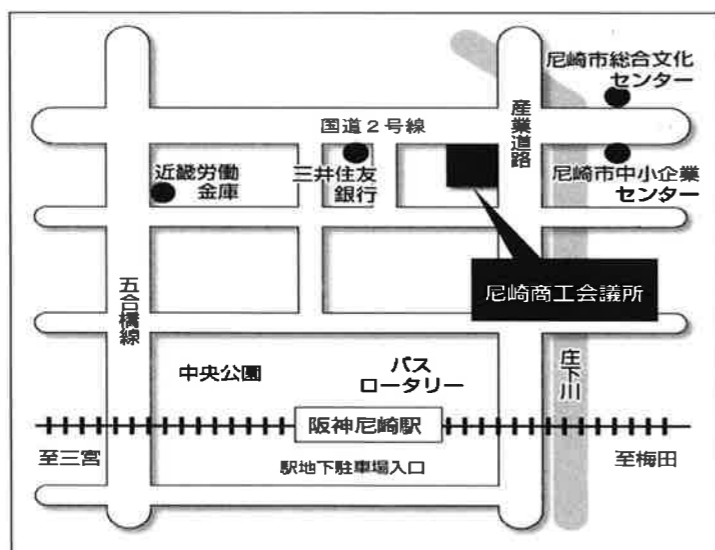 尼崎市総合文化
センター
産業道路
国道2号線
近畿労働
金庫
三井住友
銀行
尼崎市中小企業
センター
尼崎商工会議所
五合橋線
中央公園
バス
ロータリー
庄下川
阪神尼崎駅
至三宮
至梅田
駅地下駐車場入口